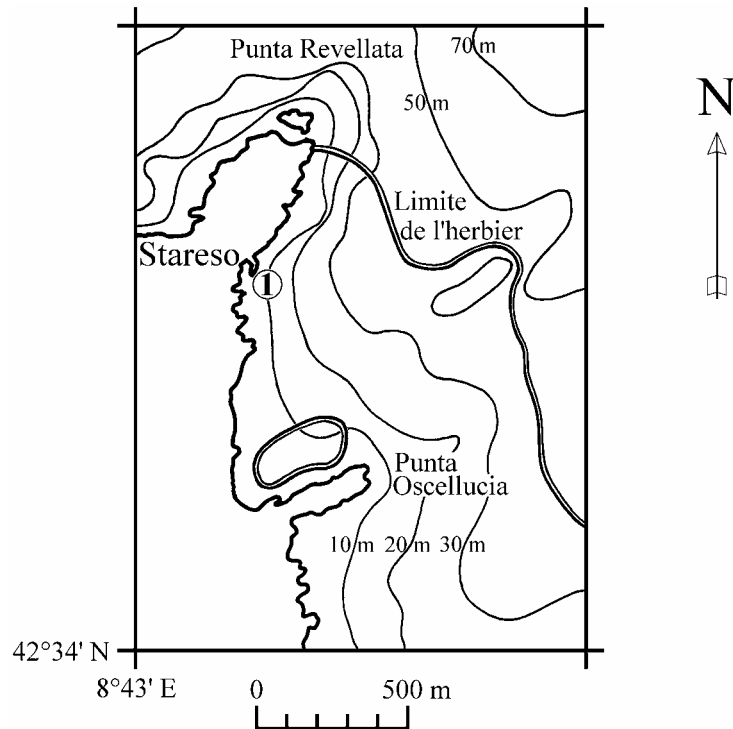 Punta Revellata
70 m
50 m
N
Limite
de l'herbier
Stareso
1
Punta
Oscellucia
10 m 20 m 30 m
42°34' N
8°43' E
0 500 m